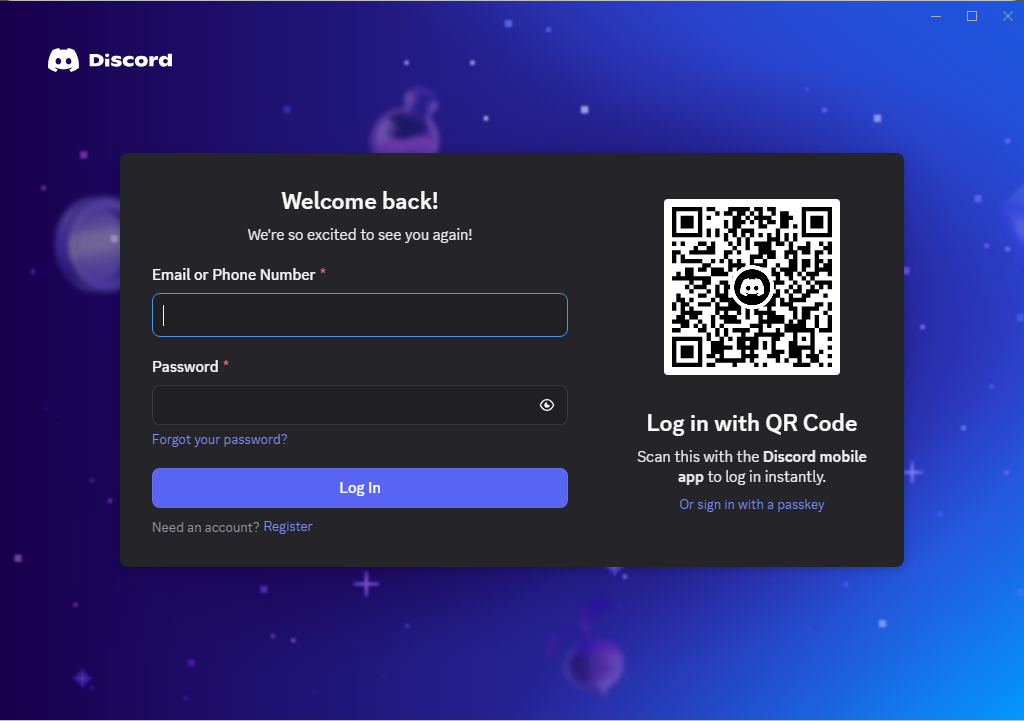 Discord
Welcome back!
We're so excited to see you again!
Email or Phone Number *
Password *
Forgot your password?
Log In
Need an account? Register
Log in with QR Code
Scan this with the Discord mobile
app to log in instantly.
Or sign in with a passkey